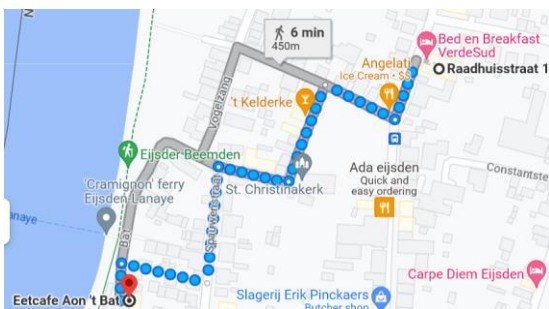 6 min
450m
Bed en Breakfast
VerdeSud
Raadhuisstraat 1
Angelati
Ice Cream • $$
't Kelderke
Vogelzang
Eijsder Beemden
'Cramignon' ferry
Eijsden-Lanaye
St. Christinakerk
Ada eijsden
Quick and
easy ordering
Constantste
anaye
Bat
Spauwenstraat
Carpe Diem Eijsden
Eetcafe Aon 't Bat
Slagerij Erik Pinckaers
Butcher shop